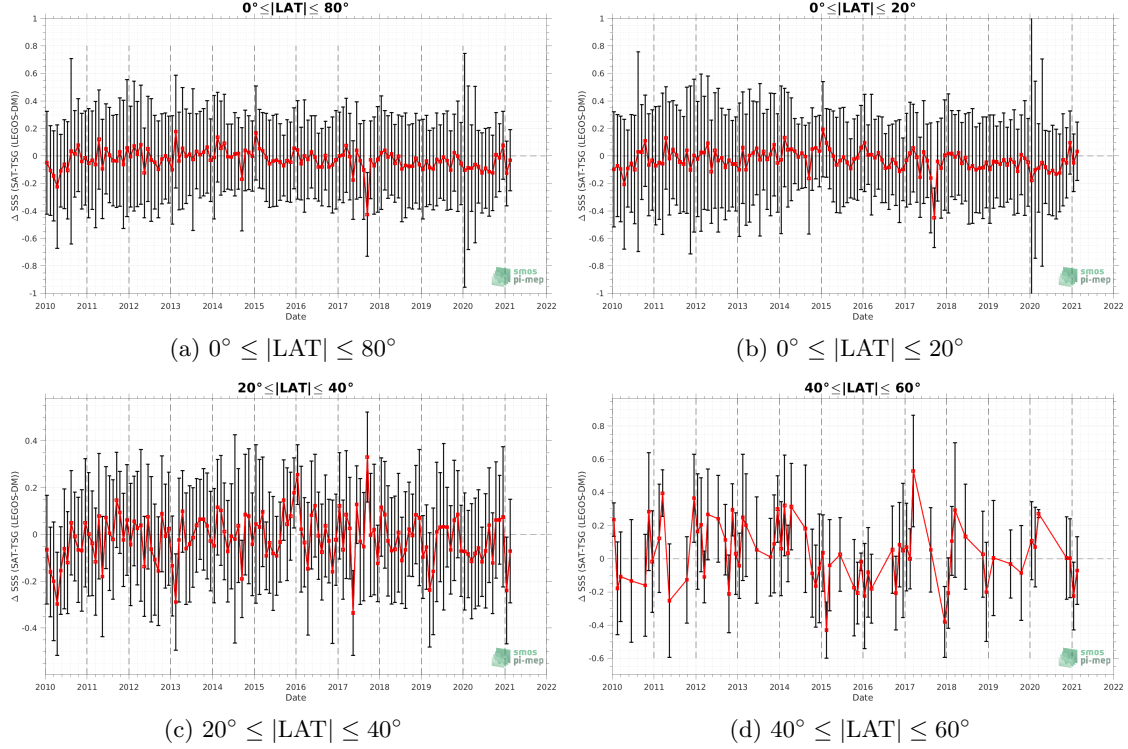 0°≤|LAT|≤ 80°
Δ SSS (SAT-TSG (LEGOS-DM))
1
0.8
0.6
0.4
0.2
0
-0.2
-0.4
-0.6
-0.8
-1
2010 2011 2012 2013 2014 2015 2016 2017 2018 2019 2020 2021 2022
Date
smos
pi-mep
(a) 0° ≤ |LAT| ≤ 80°
0°≤|LAT|≤ 20°
Δ SSS (SAT-TSG (LEGOS-DM))
1
0.8
0.6
0.4
0.2
0
-0.2
-0.4
-0.6
-0.8
-1
2010 2011 2012 2013 2014 2015 2016 2017 2018 2019 2020 2021 2022
Date
smos
pi-mep
(b) 0° ≤ |LAT| ≤ 20°
20°≤|LAT|≤ 40°
Δ SSS (SAT-TSG (LEGOS-DM))
0.4
0.2
0
-0.2
-0.4
2010 2011 2012 2013 2014 2015 2016 2017 2018 2019 2020 2021 2022
Date
smos
pi-mep
(c) 20° ≤ |LAT| ≤ 40°
40°≤|LAT|≤ 60°
Δ SSS (SAT-TSG (LEGOS-DM))
0.8
0.6
0.4
0.2
0
-0.2
-0.4
-0.6
2010 2011 2012 2013 2014 2015 2016 2017 2018 2019 2020 2021 2022
Date
smos
pi-mep
(d) 40° ≤ |LAT| ≤ 60°